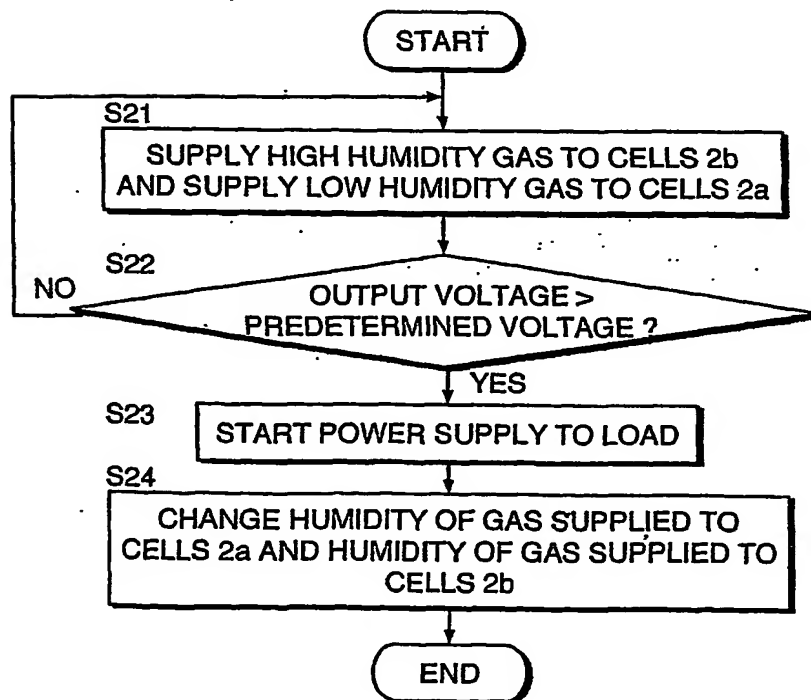 START
S21
SUPPLY HIGH HUMIDITY GAS TO CELLS 2b
AND SUPPLY LOW HUMIDITY GAS TO CELLS 2a
S22
NO
OUTPUT VOLTAGE >
PREDETERMINED VOLTAGE ?
YES
S23
START POWER SUPPLY TO LOAD
S24
CHANGE HUMIDITY OF GAS SUPPLIED TO
CELLS 2a AND HUMIDITY OF GAS SUPPLIED TO
CELLS 2b
END